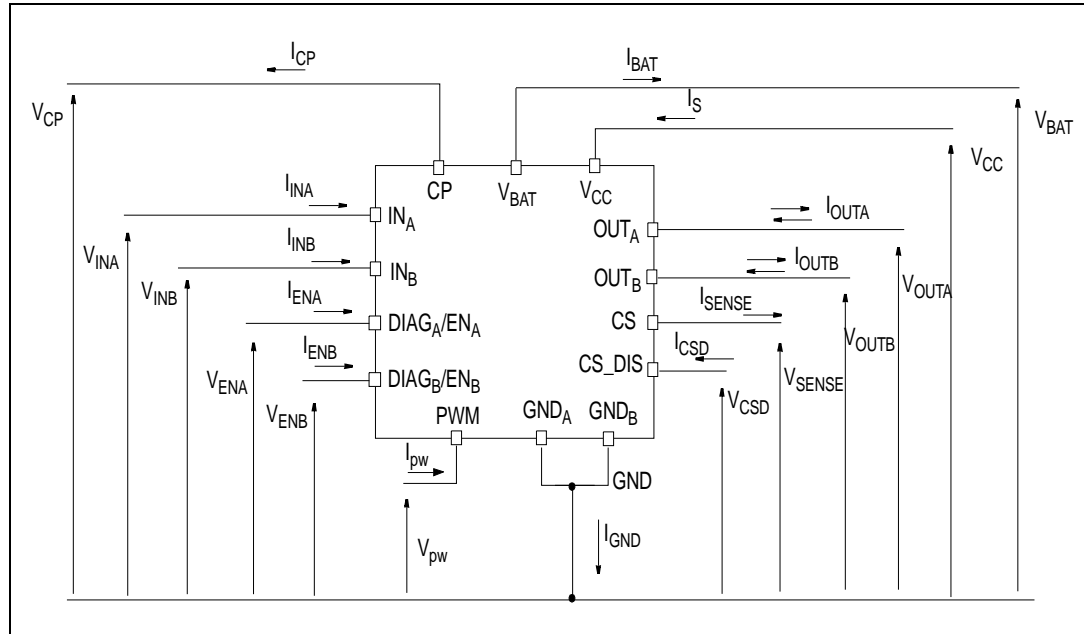 I_CP
I_BAT
I_S
V_CP
V_BAT
V_CC
CP
V_BAT
V_CC
I_INA
IN_A
OUT_A
I_OUTA
V_INA
I_INB
IN_B
OUT_B
I_OUTB
V_INB
V_OUTA
I_ENA
DIAG_A/EN_A
CS
I_SENSE
V_OUTB
I_ENB
DIAG_B/EN_B
CS_DIS
I_CSD
V_ENA
V_SENSE
V_ENB
V_CSD
PWM
GND_A
GND_B
I_pw
GND
V_pw
I_GND